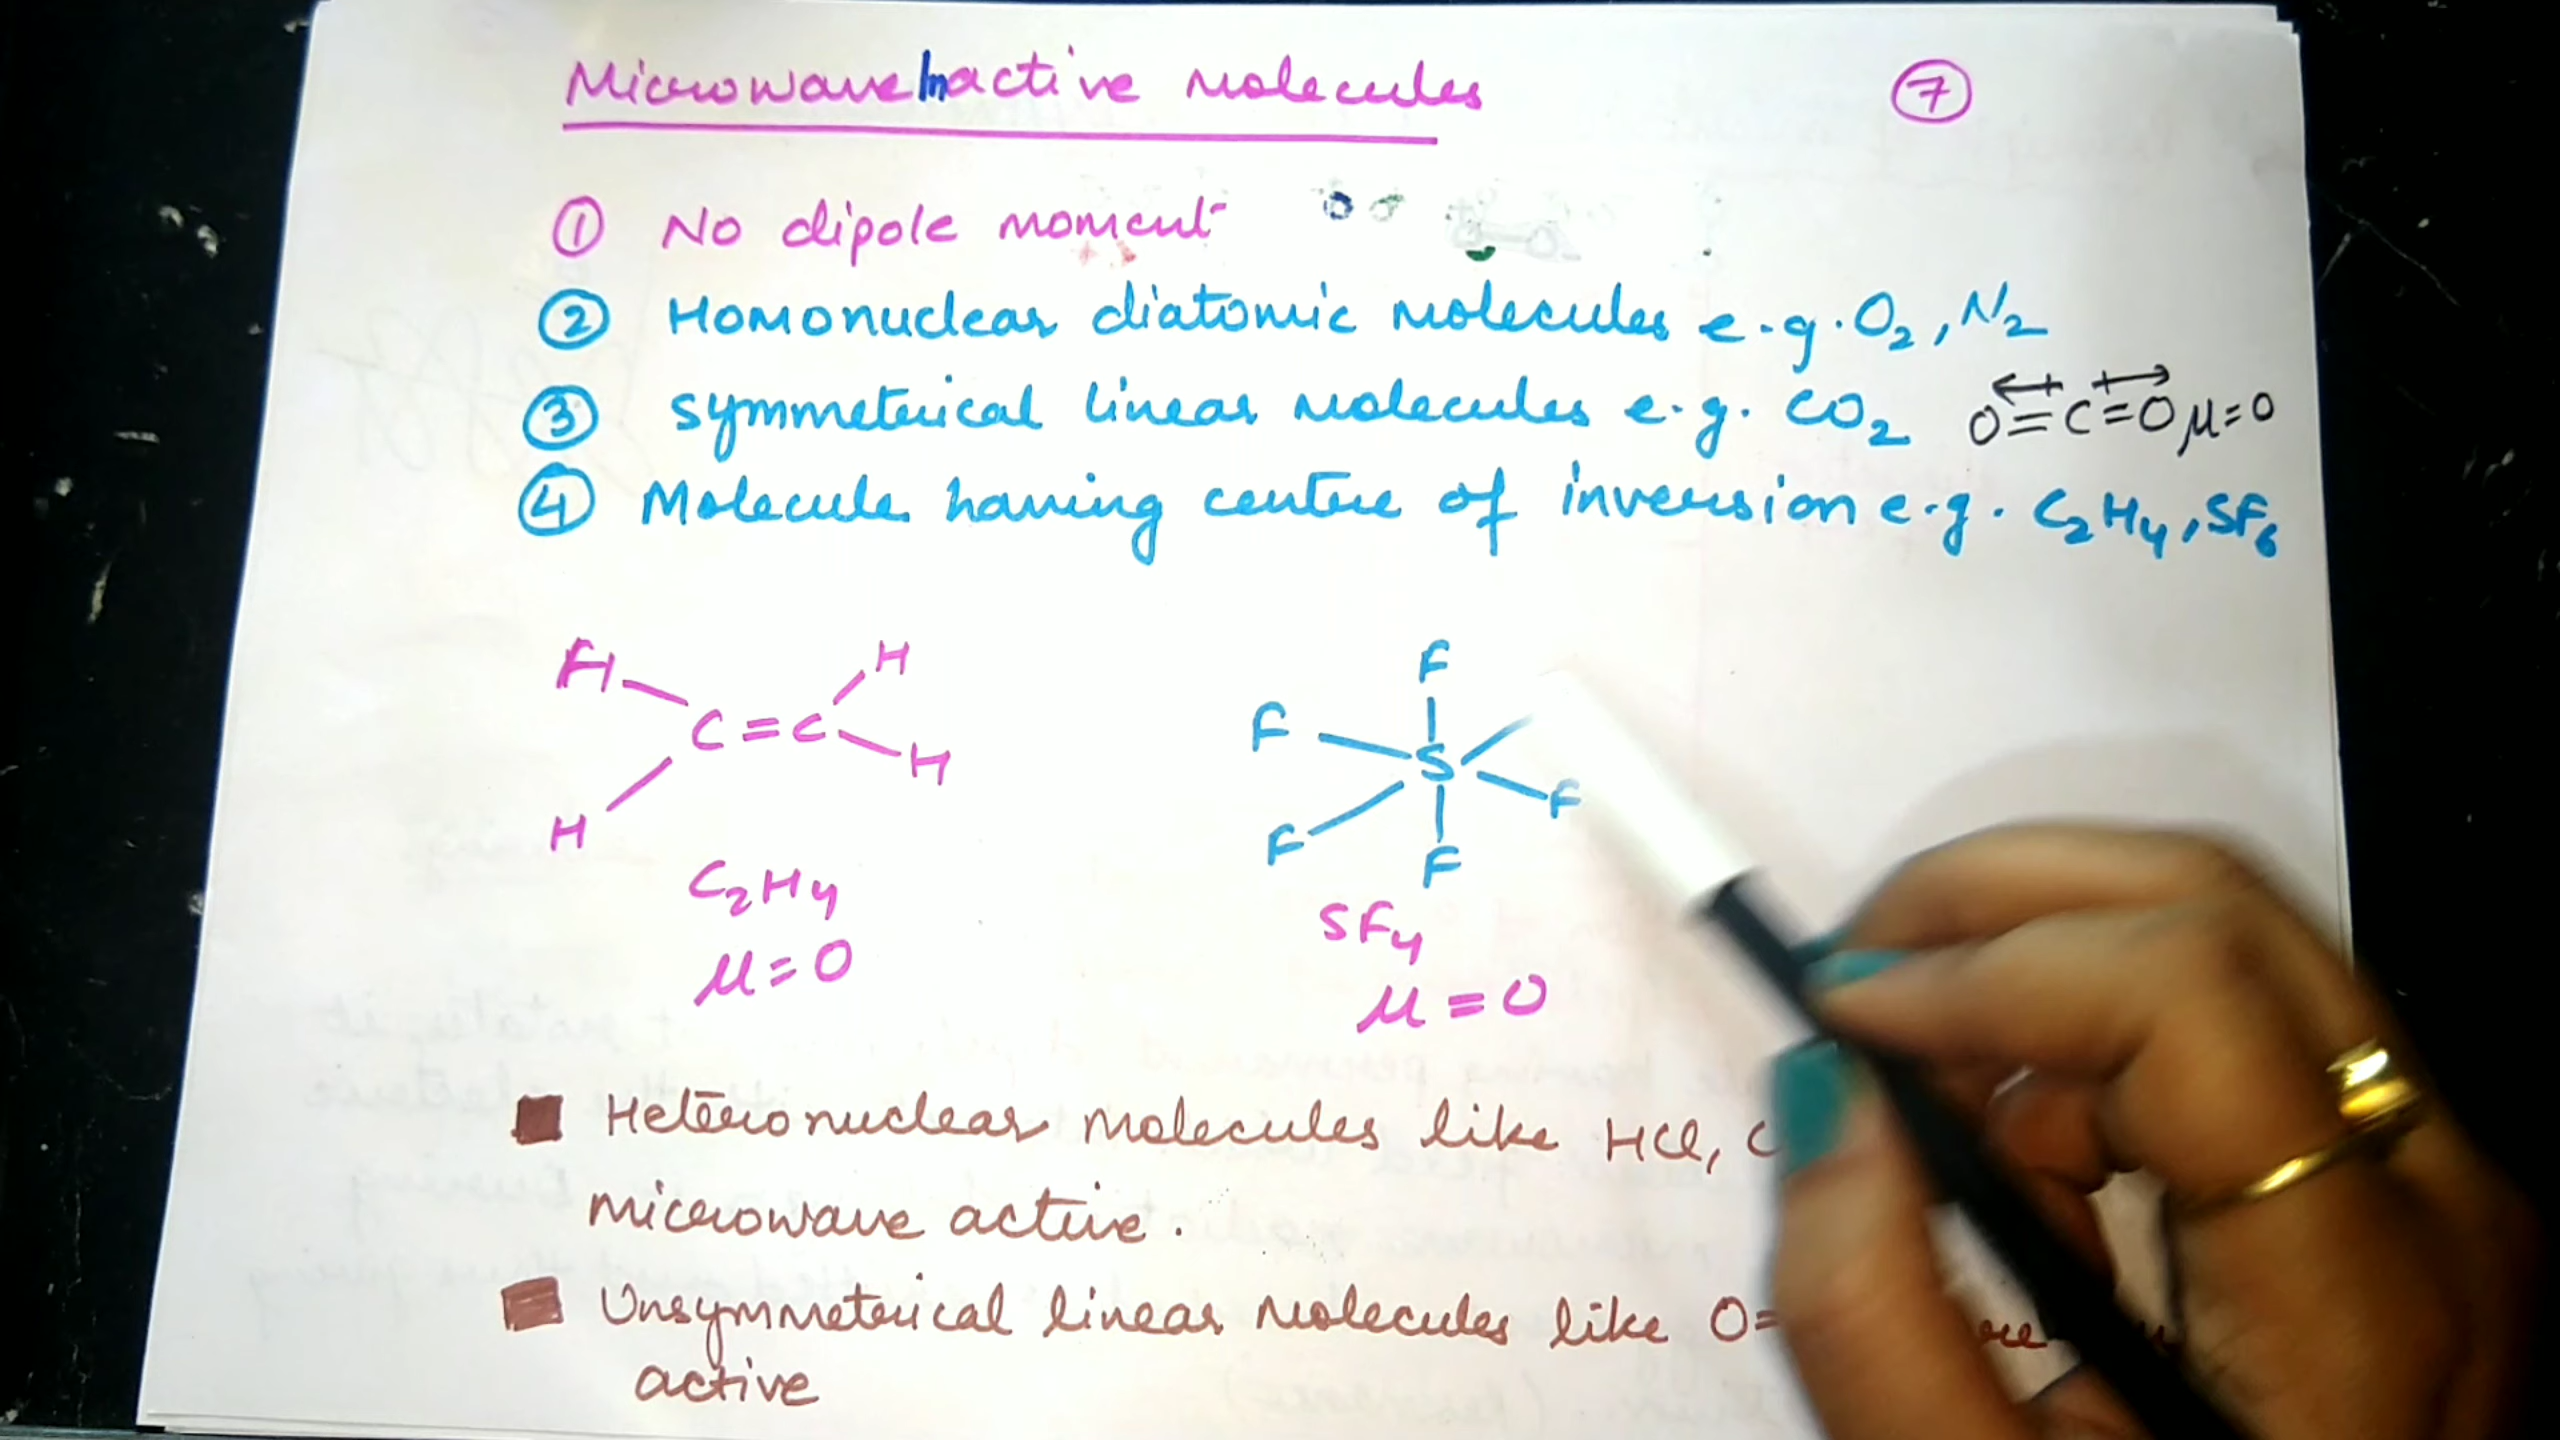 Microwave Inactive Molecules 7
① No dipole moment
② Homonuclear diatomic molecules e.g. O₂, N₂
③ symmetrical linear molecules e.g. CO₂ O=C=O μ=0
④ Molecule having centre of inversion e.g. C₂H₄, SF₆
H H
C=C
H
H
C₂H₄
μ=0
F
F
S
F
F
F
SF₄
μ=0
Heteronuclear molecules like HCl,
microwave active.
Unsymmetrical linear molecules like O=
active